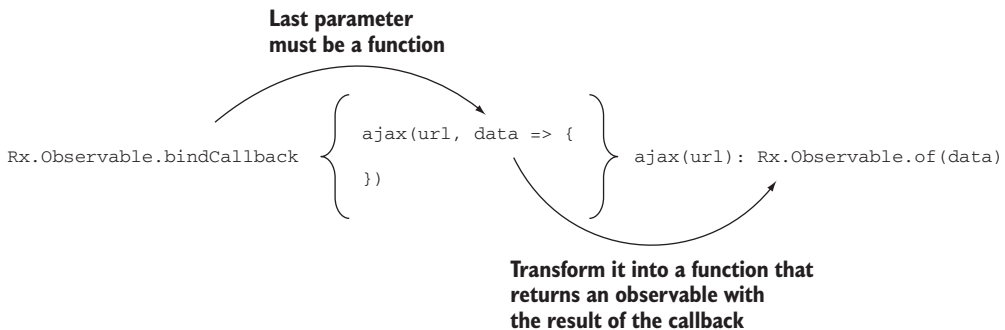 Last parameter
must be a function
ajax(url, data => {
Rx.Observable.bindCallback
ajax(url): Rx.Observable.of(data)
})
Transform it into a function that
returns an observable with
the result of the callback